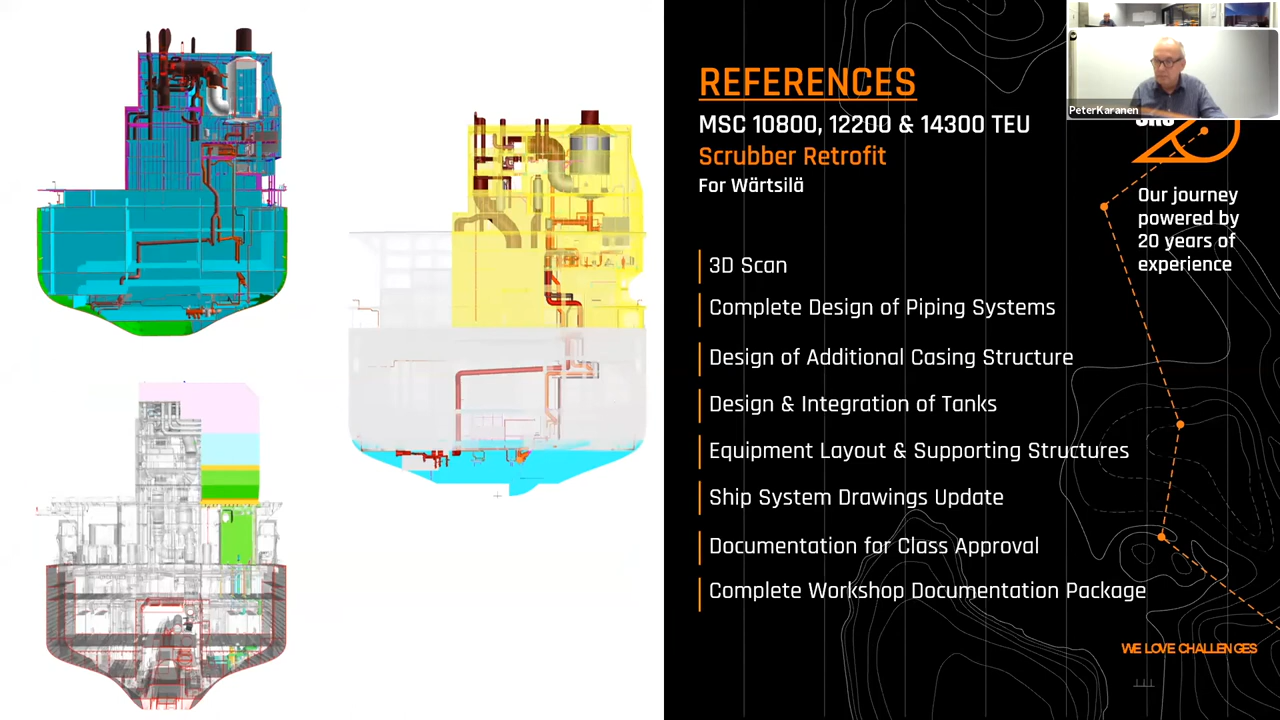 REFERENCES
MSC 10800, 12200 & 14300 TEU
Scrubber Retrofit
For Wärtsilä
3D Scan
Complete Design of Piping Systems
Design of Additional Casing Structure
Design & Integration of Tanks
Equipment Layout & Supporting Structures
Ship System Drawings Update
Documentation for Class Approval
Complete Workshop Documentation Package
PeterKaranen
Our journey
powered by
20 years of
experience
WE LOVE CHALLENGES